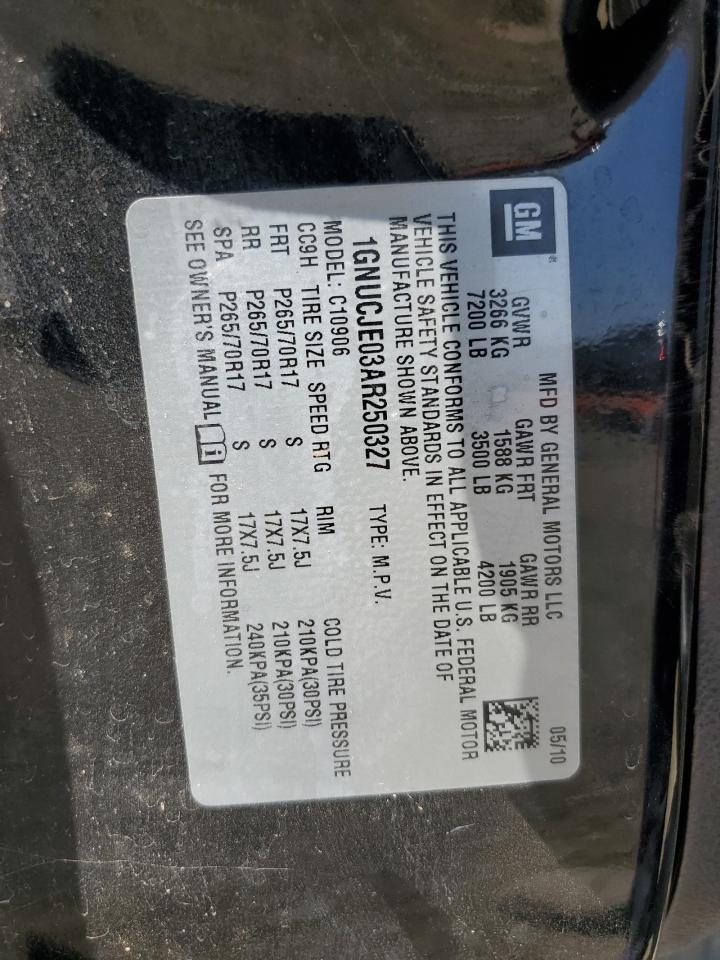 GM ®
MFD BY GENERAL MOTORS LLC 05/10
GVWR GAWR FRT GAWR RR
3266 KG 1588 KG 1905 KG
7200 LB 3500 LB 4200 LB
THIS VEHICLE CONFORMS TO ALL APPLICABLE U.S. FEDERAL MOTOR
VEHICLE SAFETY STANDARDS IN EFFECT ON THE DATE OF
MANUFACTURE SHOWN ABOVE.
1GNUCJE03AR250327 TYPE: M.P.V.
MODEL: C10906
CC9H TIRE SIZE SPEED RTG RIM COLD TIRE PRESSURE
FRT P265/70R17 S 17X7.5J 210KPA(30PSI)
RR P265/70R17 S 17X7.5J 210KPA(30PSI)
SPA P265/70R17 S 17X7.5J 240KPA(35PSI)
SEE OWNER'S MANUAL i FOR MORE INFORMATION.